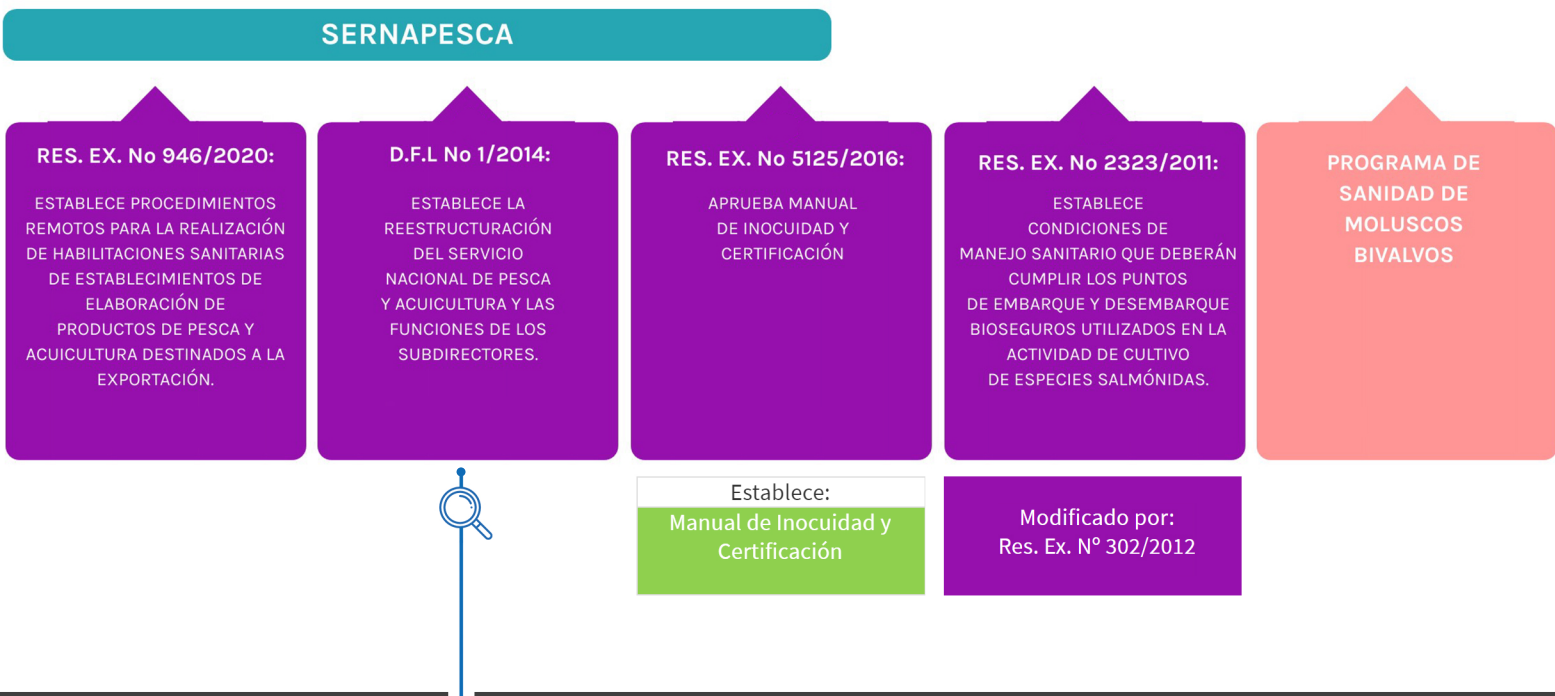 SERNAPESCA
RES. EX. No 946/2020:
ESTABLECE PROCEDIMIENTOS
REMOTOS PARA LA REALIZACIÓN
DE HABILITACIONES SANITARIAS
DE ESTABLECIMIENTOS DE
ELABORACIÓN DE
PRODUCTOS DE PESCA Y
ACUICULTURA DESTINADOS A LA
EXPORTACIÓN.
D.F.L No 1/2014:
ESTABLECE LA
REESTRUCTURACIÓN
DEL SERVICIO
NACIONAL DE PESCA
Y ACUICULTURA Y LAS
FUNCIONES DE LOS
SUBDIRECTORES.
RES. EX. No 5125/2016:
APRUEBA MANUAL
DE INOCUIDAD Y
CERTIFICACIÓN
Establece:
Manual de Inocuidad y
Certificación
RES. EX. No 2323/2011:
ESTABLECE
CONDICIONES DE
MANEJO SANITARIO QUE DEBERÁN
CUMPLIR LOS PUNTOS
DE EMBARQUE Y DESEMBARQUE
BIOSEGUROS UTILIZADOS EN LA
ACTIVIDAD DE CULTIVO
DE ESPECIES SALMÓNIDAS.
Modificado por:
Res. Ex. Nº 302/2012
PROGRAMA DE
SANIDAD DE
MOLUSCOS
BIVALVOS